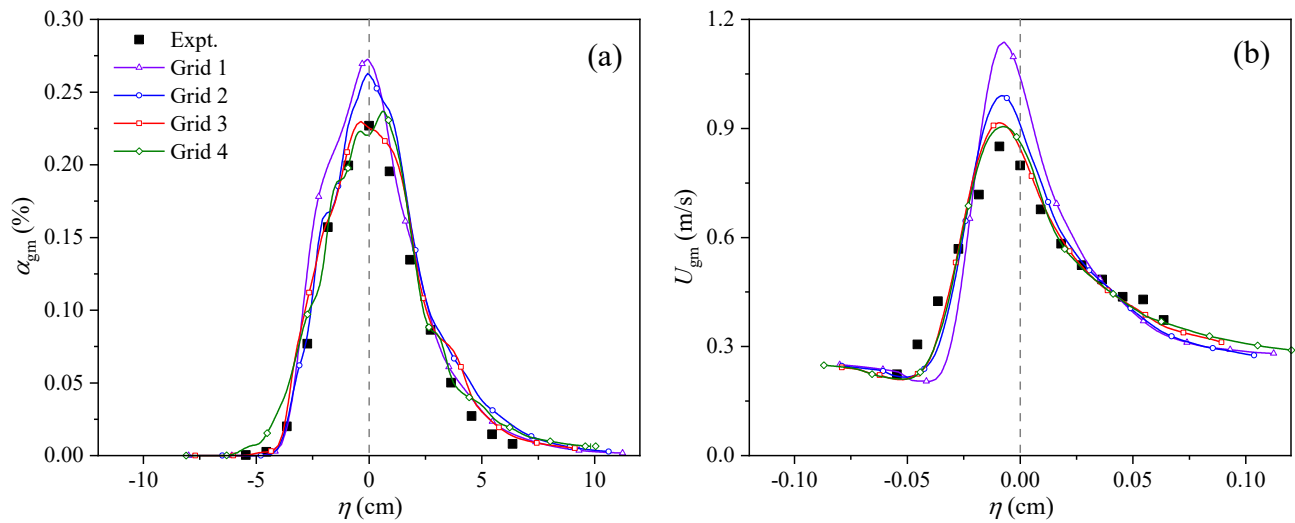 (a)
Expt.
Grid 1
Grid 2
Grid 3
Grid 4
0.30
0.25
0.20
0.15
0.10
0.05
0.00
α_gm (%)
-10
-5
0
5
10
η (cm)
(b)
1.2
0.9
0.6
0.3
0.0
U_gm (m/s)
-0.10
-0.05
0.00
0.05
0.10
η (cm)